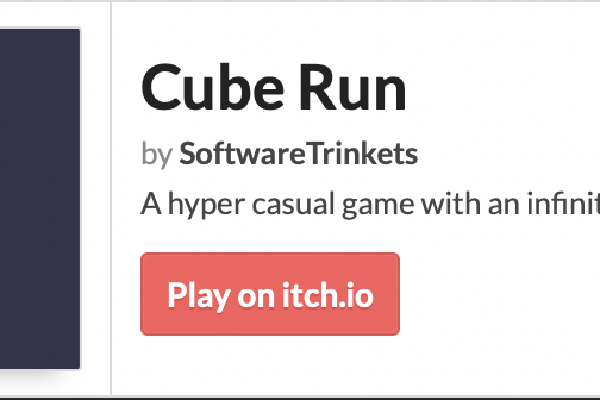 Cube Run
by SoftwareTrinkets
A hyper casual game with an infinit
Play on itch.io